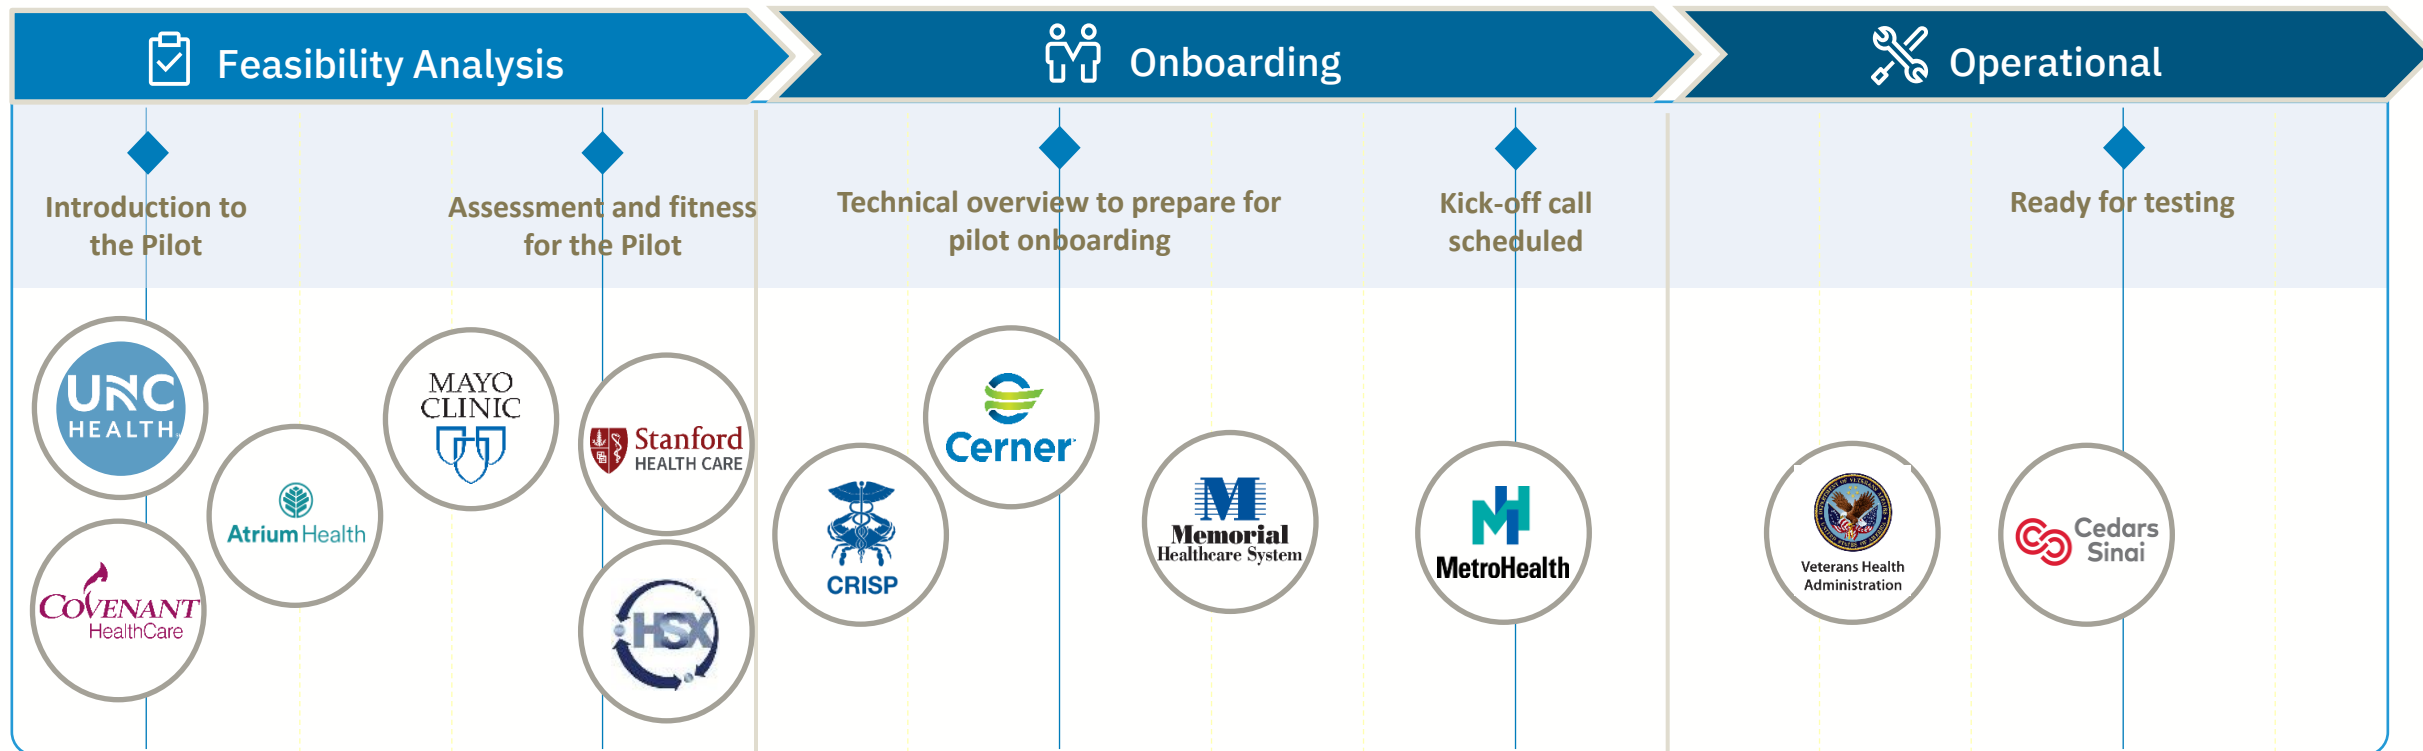 Feasibility Analysis
Onboarding
Operational
Introduction to
the Pilot
Assessment and fitness
for the Pilot
Technical overview to prepare for
pilot onboarding
Kick-off call
scheduled
Ready for testing
UNC
HEALTH
COVENANT
HealthCare
Atrium Health
MAYO
CLINIC
Stanford
HEALTH CARE
HSX
CRISP
Cerner
M
Memorial
Healthcare System
MH
MetroHealth
Veterans Health
Administration
Cedars
Sinai